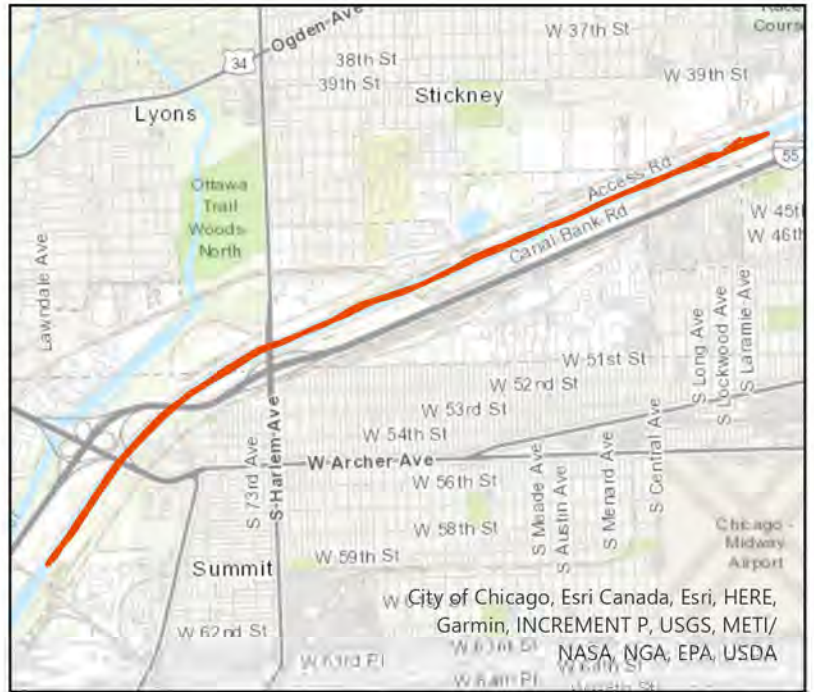 Race
Course
W 37th St
Ogden-Ave
34
38th St
39th St
W 39th St
Stickney
Lyons
55
Access Rd
Ottawa
Trail
Woods-
North
Canal Bank Rd
W 45th
W 46th
Lawndale Ave
S Long Ave
S Lockwood Ave
S Laramie Ave
W 51st St
W 52nd St
W 53rd St
W 54th St
S 73rd Ave
S-Harlem-Ave
W-Archer-Ave
S Central Ave
W 56th St
S Meade Ave
S Austin Ave
S Menard Ave
W 58th St
Chicago -
Midway
Airport
W 59th St
Summit
City of Chicago, Esri Canada, Esri, HERE,
Garmin, INCREMENT P, USGS, METI/
NASA, NGA, EPA, USDA
W 62nd St
W 63rd Pl
W 64th Pl